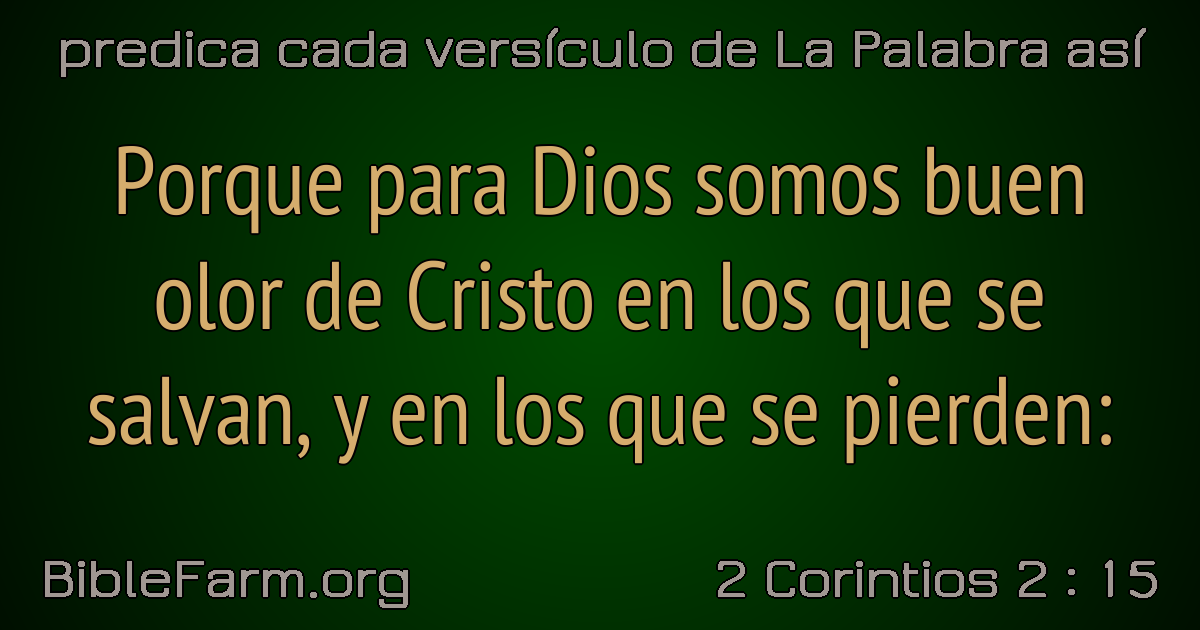 predica cada versículo de La Palabra así
Porque para Dios somos buen
olor de Cristo en los que se
salvan, y en los que se pierden:
BibleFarm.org
2 Corintios 2 : 15